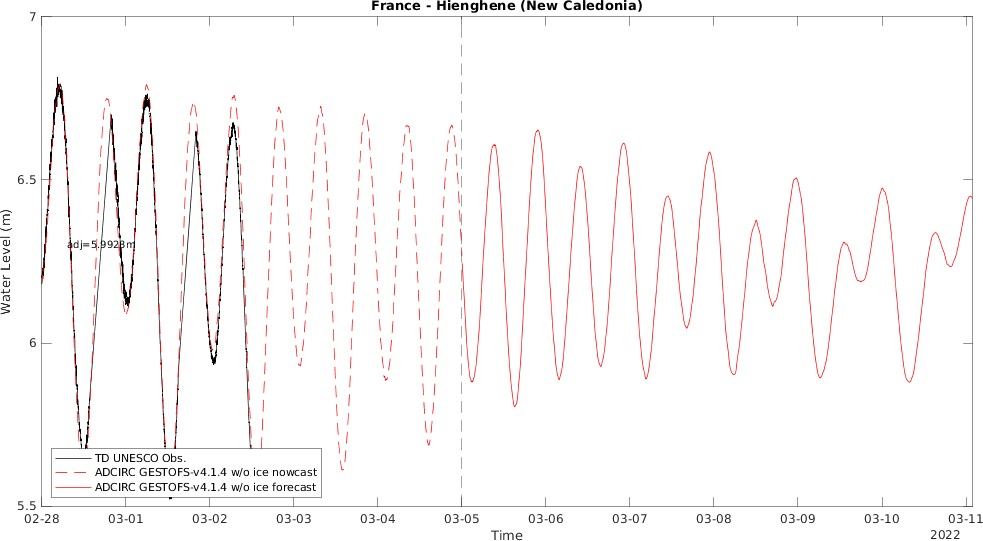 France - Hienghene (New Caledonia)
7
6.5
6
5.5
Water Level (m)
adj=5.9923m
TD UNESCO Obs.
ADCIRC GESTOFS-v4.1.4 w/o ice nowcast
ADCIRC GESTOFS-v4.1.4 w/o ice forecast
02-28 03-01 03-02 03-03 03-04 03-05 03-06 03-07 03-08 03-09 03-10 03-11
Time
2022